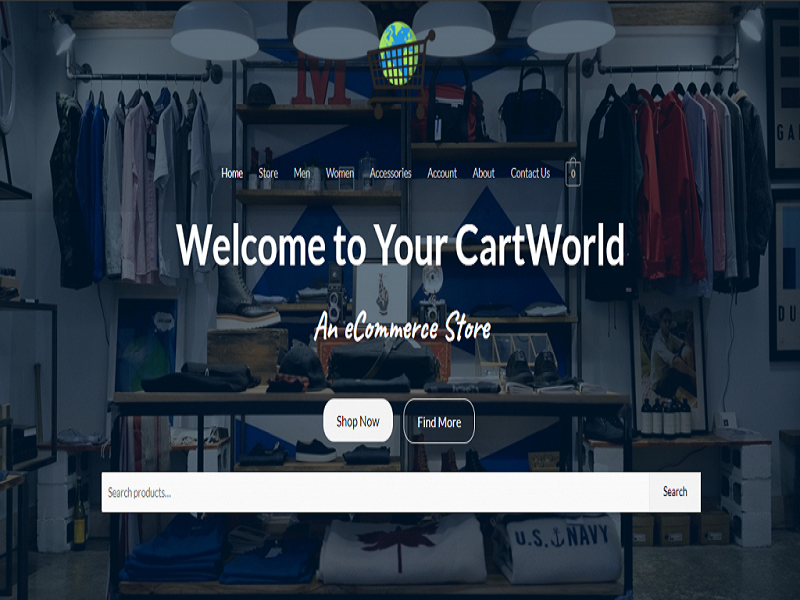 M
Home Store Men Women Accessories Account About Contact Us 0
GA
Welcome to Your CartWorld
DU
An eCommerce Store
Shop Now Find More
Search products... Search
U.S. NAVY